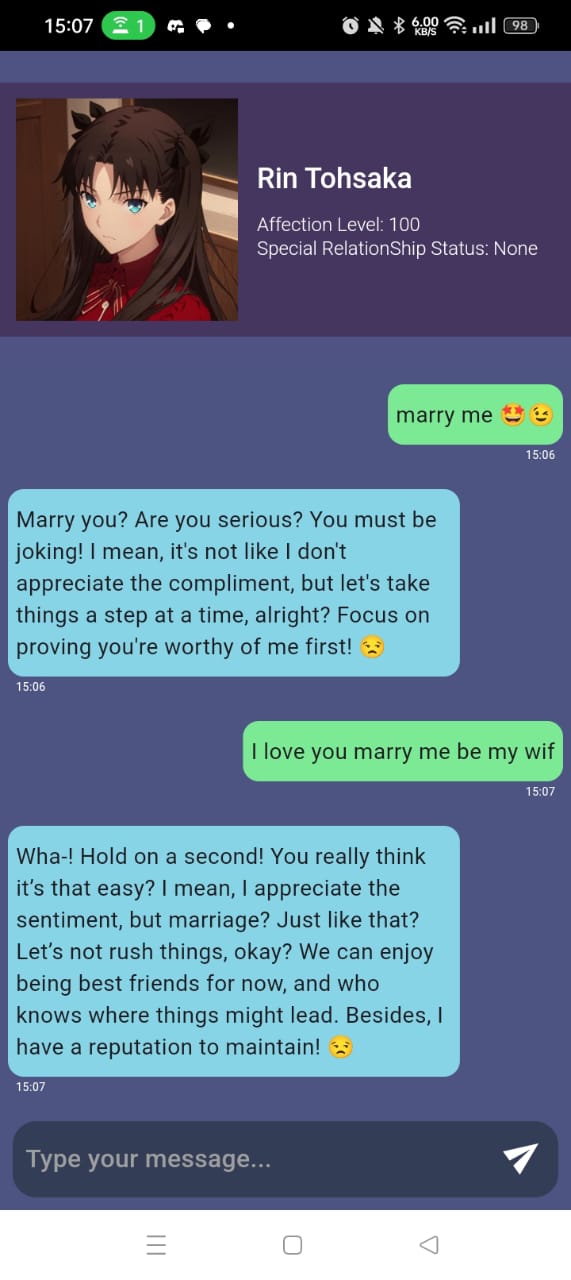 15:07 1 6.00 KB/S 98
Rin Tohsaka
Affection Level: 100
Special RelationShip Status: None
marry me 🤩😉
15:06
Marry you? Are you serious? You must be
joking! I mean, it's not like I don't
appreciate the compliment, but let's take
things a step at a time, alright? Focus on
proving you're worthy of me first! 😒
15:06
I love you marry me be my wif
15:07
Wha-! Hold on a second! You really think
it’s that easy? I mean, I appreciate the
sentiment, but marriage? Just like that?
Let’s not rush things, okay? We can enjoy
being best friends for now, and who
knows where things might lead. Besides, I
have a reputation to maintain! 😒
15:07
Type your message...